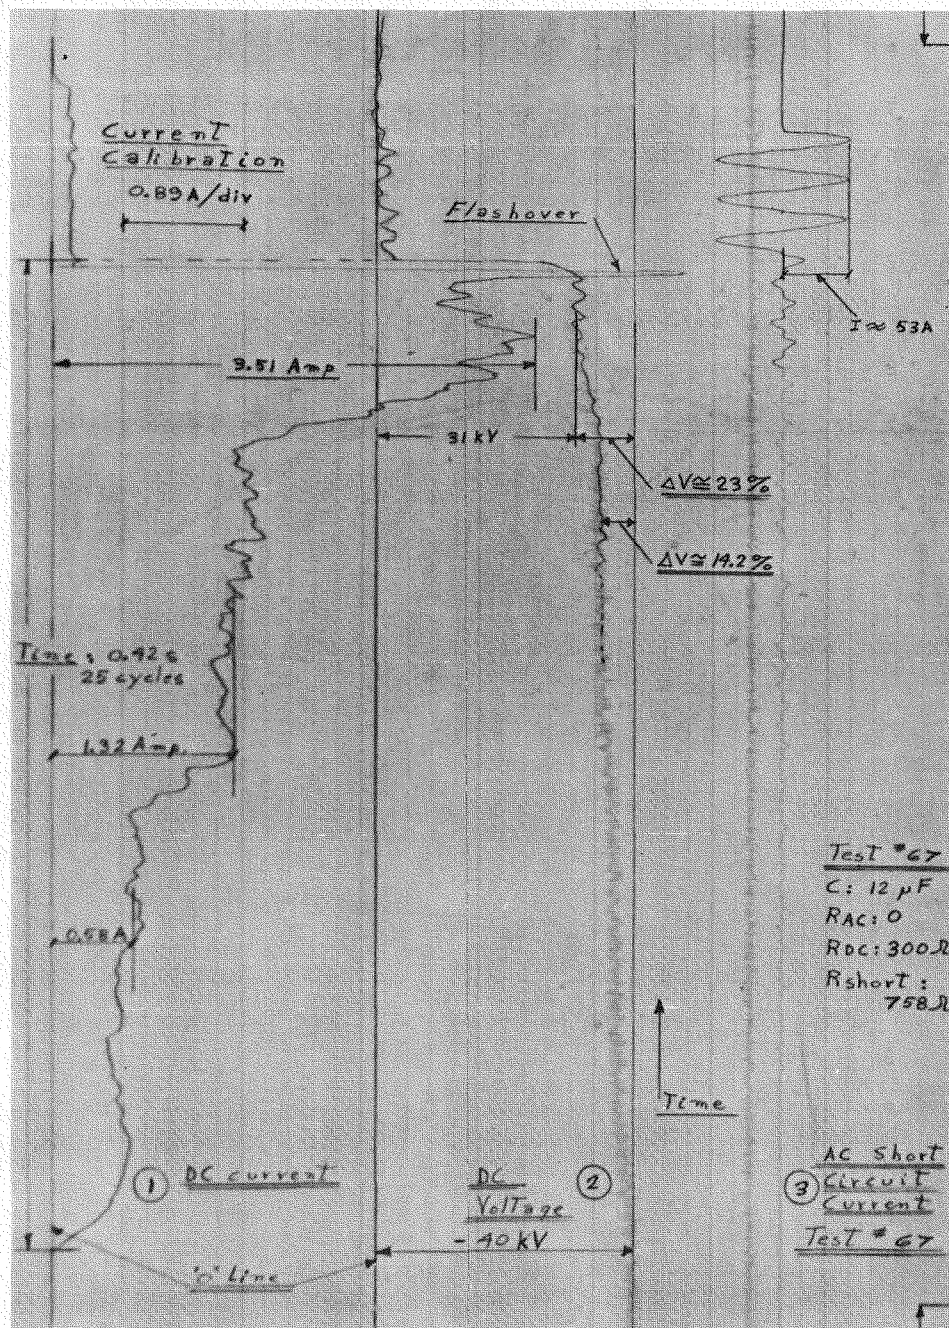 Current
Calibration
0.89 A/div
Flashover
I ≈ 53A
3.51 Amp
31 kV
ΔV ≅ 23 %
ΔV ≅ 14.2 %
Time : 0.42 s
25 cycles
1.32 Amp.
Test #67
C: 12 μF
RAC: 0
RDC: 300Ω
Rshort :
758Ω
0.58A
Time
1 DC current
DC
Voltage
- 40 kV
2
3
AC Short
Circuit
Current
Test #67
"0" Line